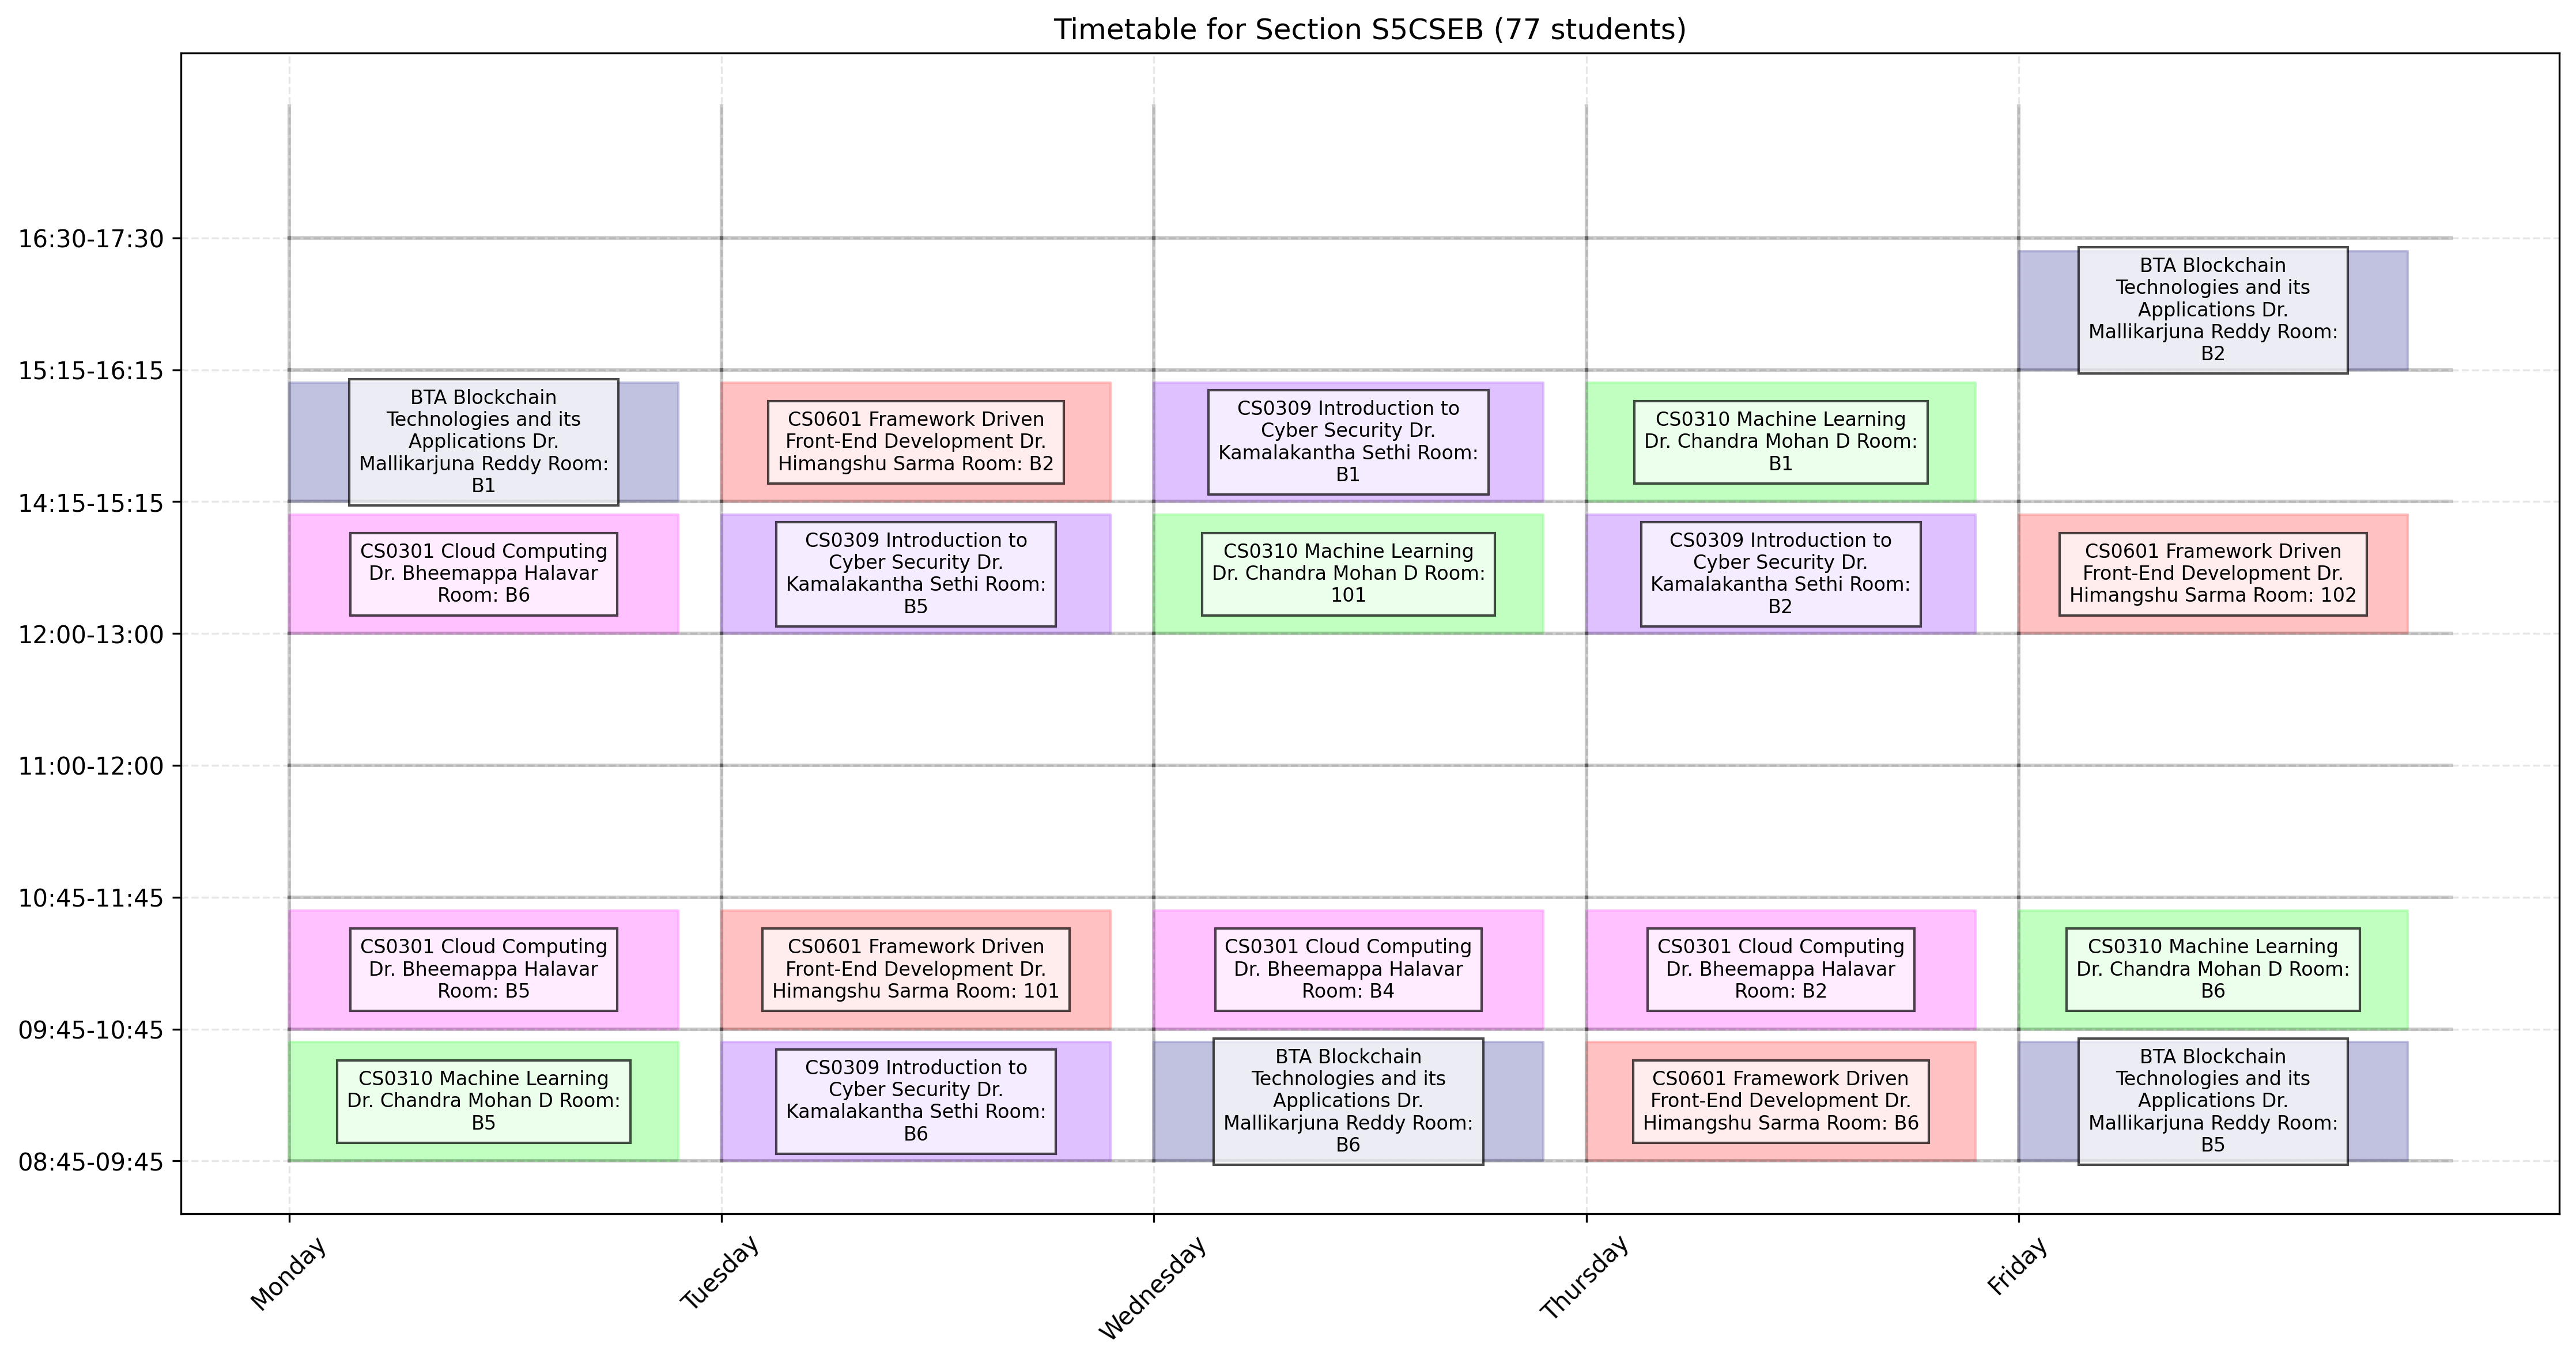 Timetable for Section S5CSEB (77 students)
16:30-17:30
BTA Blockchain
Technologies and its
Applications Dr.
Mallikarjuna Reddy Room:
B2
15:15-16:15
BTA Blockchain
Technologies and its
Applications Dr.
Mallikarjuna Reddy Room:
B1
CS0601 Framework Driven
Front-End Development Dr.
Himangshu Sarma Room: B2
CS0309 Introduction to
Cyber Security Dr.
Kamalakantha Sethi Room:
B1
CS0310 Machine Learning
Dr. Chandra Mohan D Room:
B1
14:15-15:15
CS0301 Cloud Computing
Dr. Bheemappa Halavar
Room: B6
CS0309 Introduction to
Cyber Security Dr.
Kamalakantha Sethi Room:
B5
CS0310 Machine Learning
Dr. Chandra Mohan D Room:
101
CS0309 Introduction to
Cyber Security Dr.
Kamalakantha Sethi Room:
B2
CS0601 Framework Driven
Front-End Development Dr.
Himangshu Sarma Room: 102
12:00-13:00
11:00-12:00
10:45-11:45
CS0301 Cloud Computing
Dr. Bheemappa Halavar
Room: B5
CS0601 Framework Driven
Front-End Development Dr.
Himangshu Sarma Room: 101
CS0301 Cloud Computing
Dr. Bheemappa Halavar
Room: B4
CS0301 Cloud Computing
Dr. Bheemappa Halavar
Room: B2
CS0310 Machine Learning
Dr. Chandra Mohan D Room:
B6
09:45-10:45
CS0310 Machine Learning
Dr. Chandra Mohan D Room:
B5
CS0309 Introduction to
Cyber Security Dr.
Kamalakantha Sethi Room:
B6
BTA Blockchain
Technologies and its
Applications Dr.
Mallikarjuna Reddy Room:
B6
CS0601 Framework Driven
Front-End Development Dr.
Himangshu Sarma Room: B6
BTA Blockchain
Technologies and its
Applications Dr.
Mallikarjuna Reddy Room:
B5
08:45-09:45
Monday
Tuesday
Wednesday
Thursday
Friday